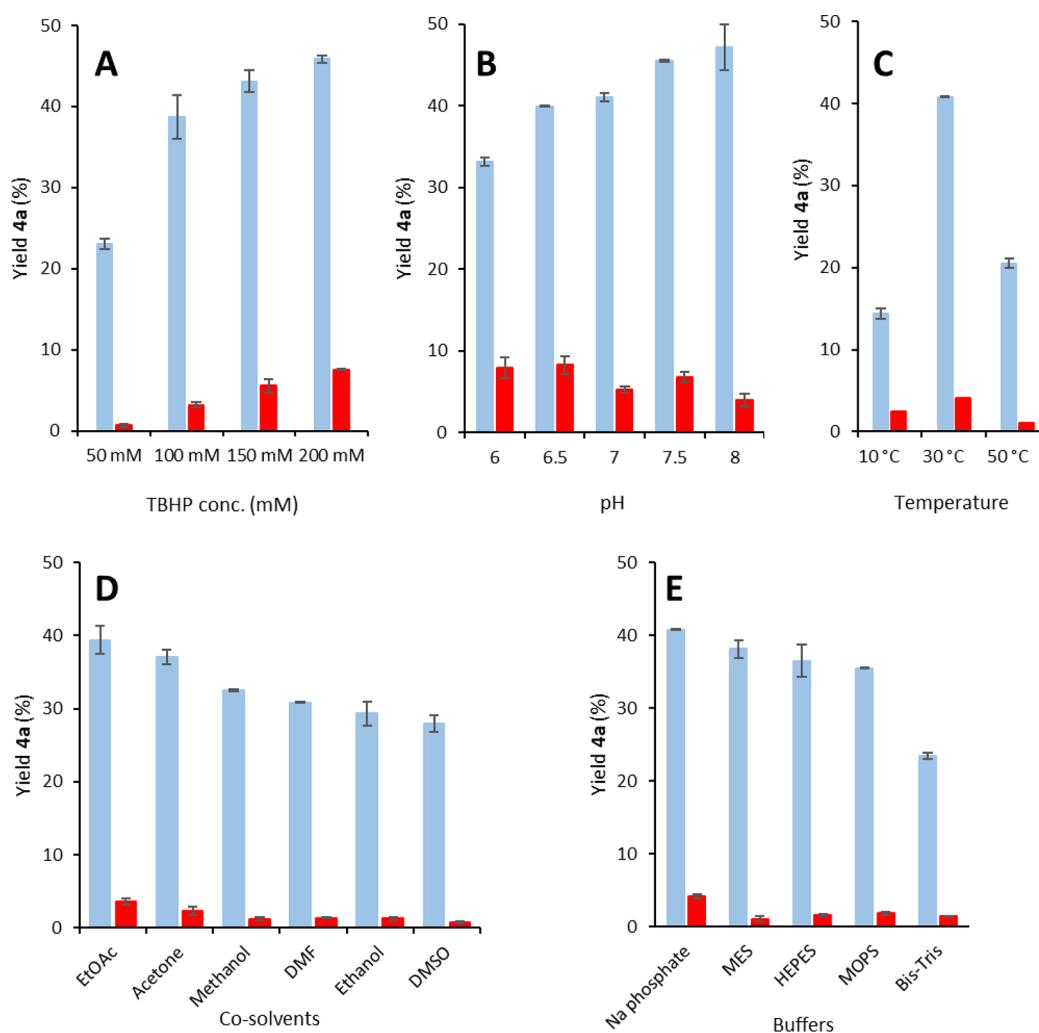 A
50
40
30
20
10
0
Yield 4a (%)
50 mM 100 mM 150 mM 200 mM
TBHP conc. (mM)
B
50
40
30
20
10
0
Yield 4a (%)
6 6.5 7 7.5 8
pH
C
50
40
30
20
10
0
Yield 4a (%)
10 °C 30 °C 50 °C
Temperature
D
50
40
30
20
10
0
Yield 4a (%)
EtOAc
Acetone
Methanol
DMF
Ethanol
DMSO
Co-solvents
E
50
40
30
20
10
0
Yield 4a (%)
Na phosphate
MES
HEPES
MOPS
Bis-Tris
Buffers